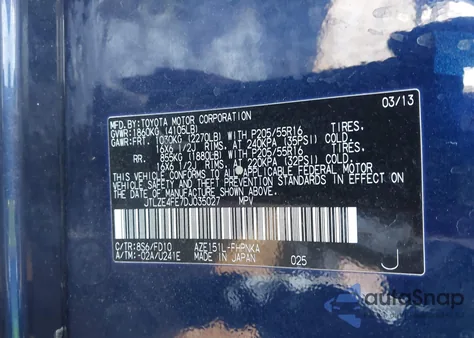 03/13
MFD.BY:TOYOTA MOTOR CORPORATION
GVWR:1860KG (4105LB)
GAWR:FRT. 1030KG (2270LB) WITH P205/55R16 TIRES.
16X6 1/2J RIMS. AT 240KPA (35PSI) COLD.
RR. 855KG (1880LB) WITH P205/55R16 TIRES.
16X6 1/2J RIMS. AT 220KPA (32PSI) COLD.
THIS VEHICLE CONFORMS TO ALL APPLICABLE FEDERAL MOTOR
VEHICLE SAFETY AND THEFT PREVENTION STANDARDS IN EFFECT ON
THE DATE OF MANUFACTURE SHOWN ABOVE.
JTLZE4FE7DJ035027 MPV
C/TR:8S6/FD10 AZE151L-FHPNKA
A/TM:-02A/U241E MADE IN JAPAN 025 J
autoSnap